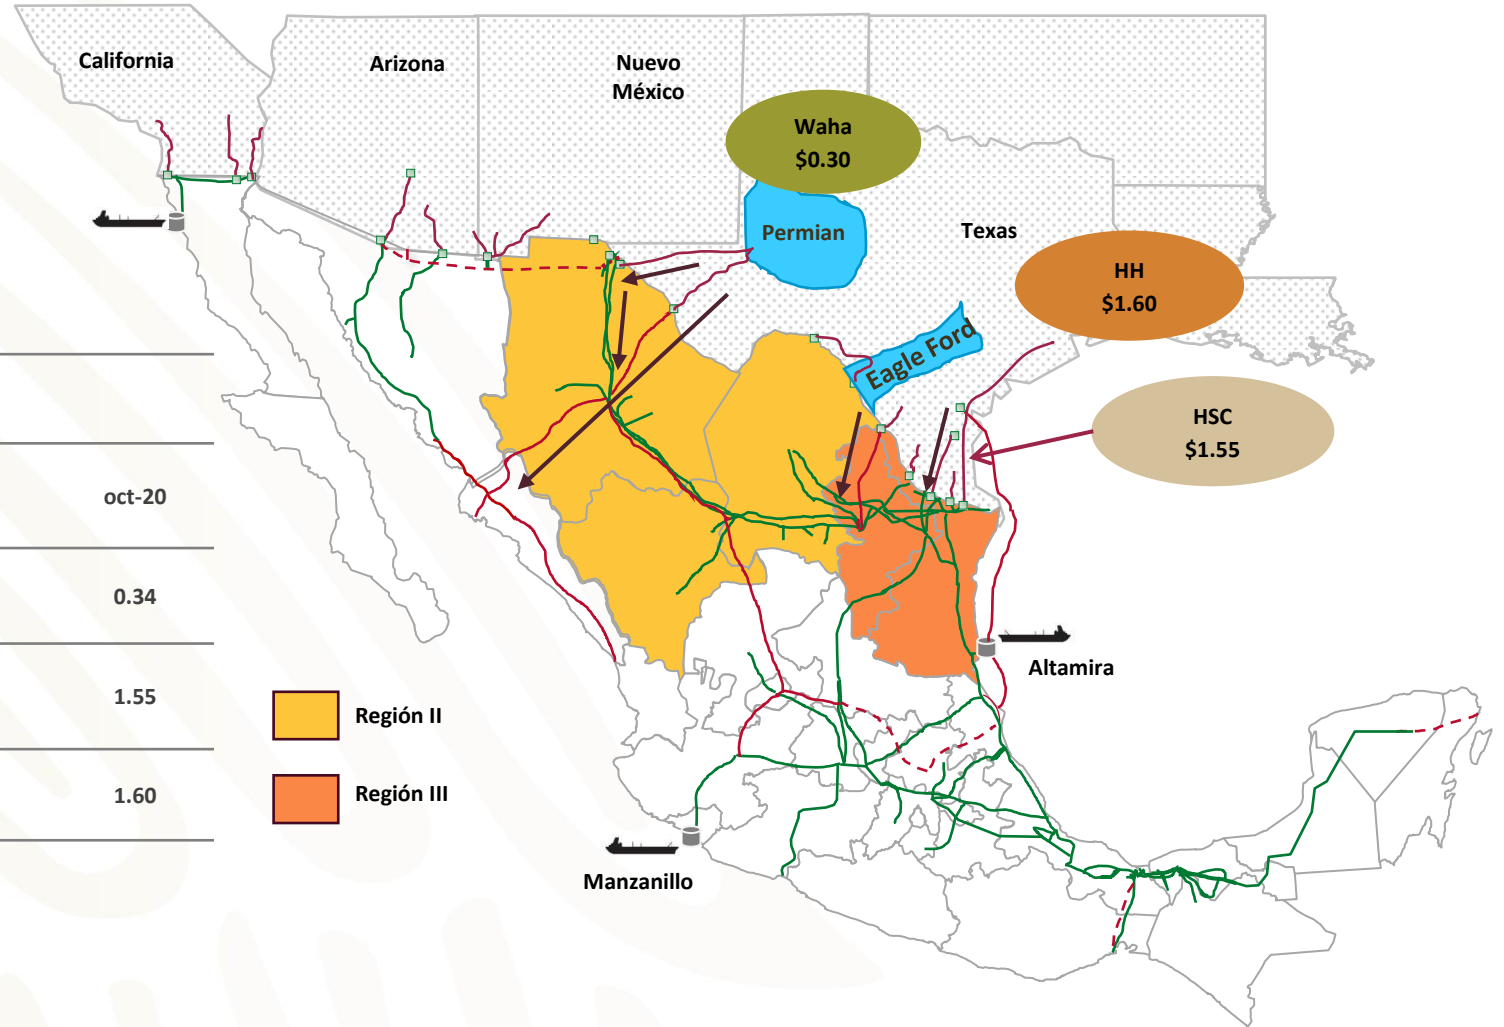 California
Arizona
Nuevo
México
Waha
$0.30
Permian
Texas
HH
$1.60
Eagle Ford
HSC
$1.55
oct-20
0.34
1.55
1.60
Región II
Región III
Altamira
Manzanillo